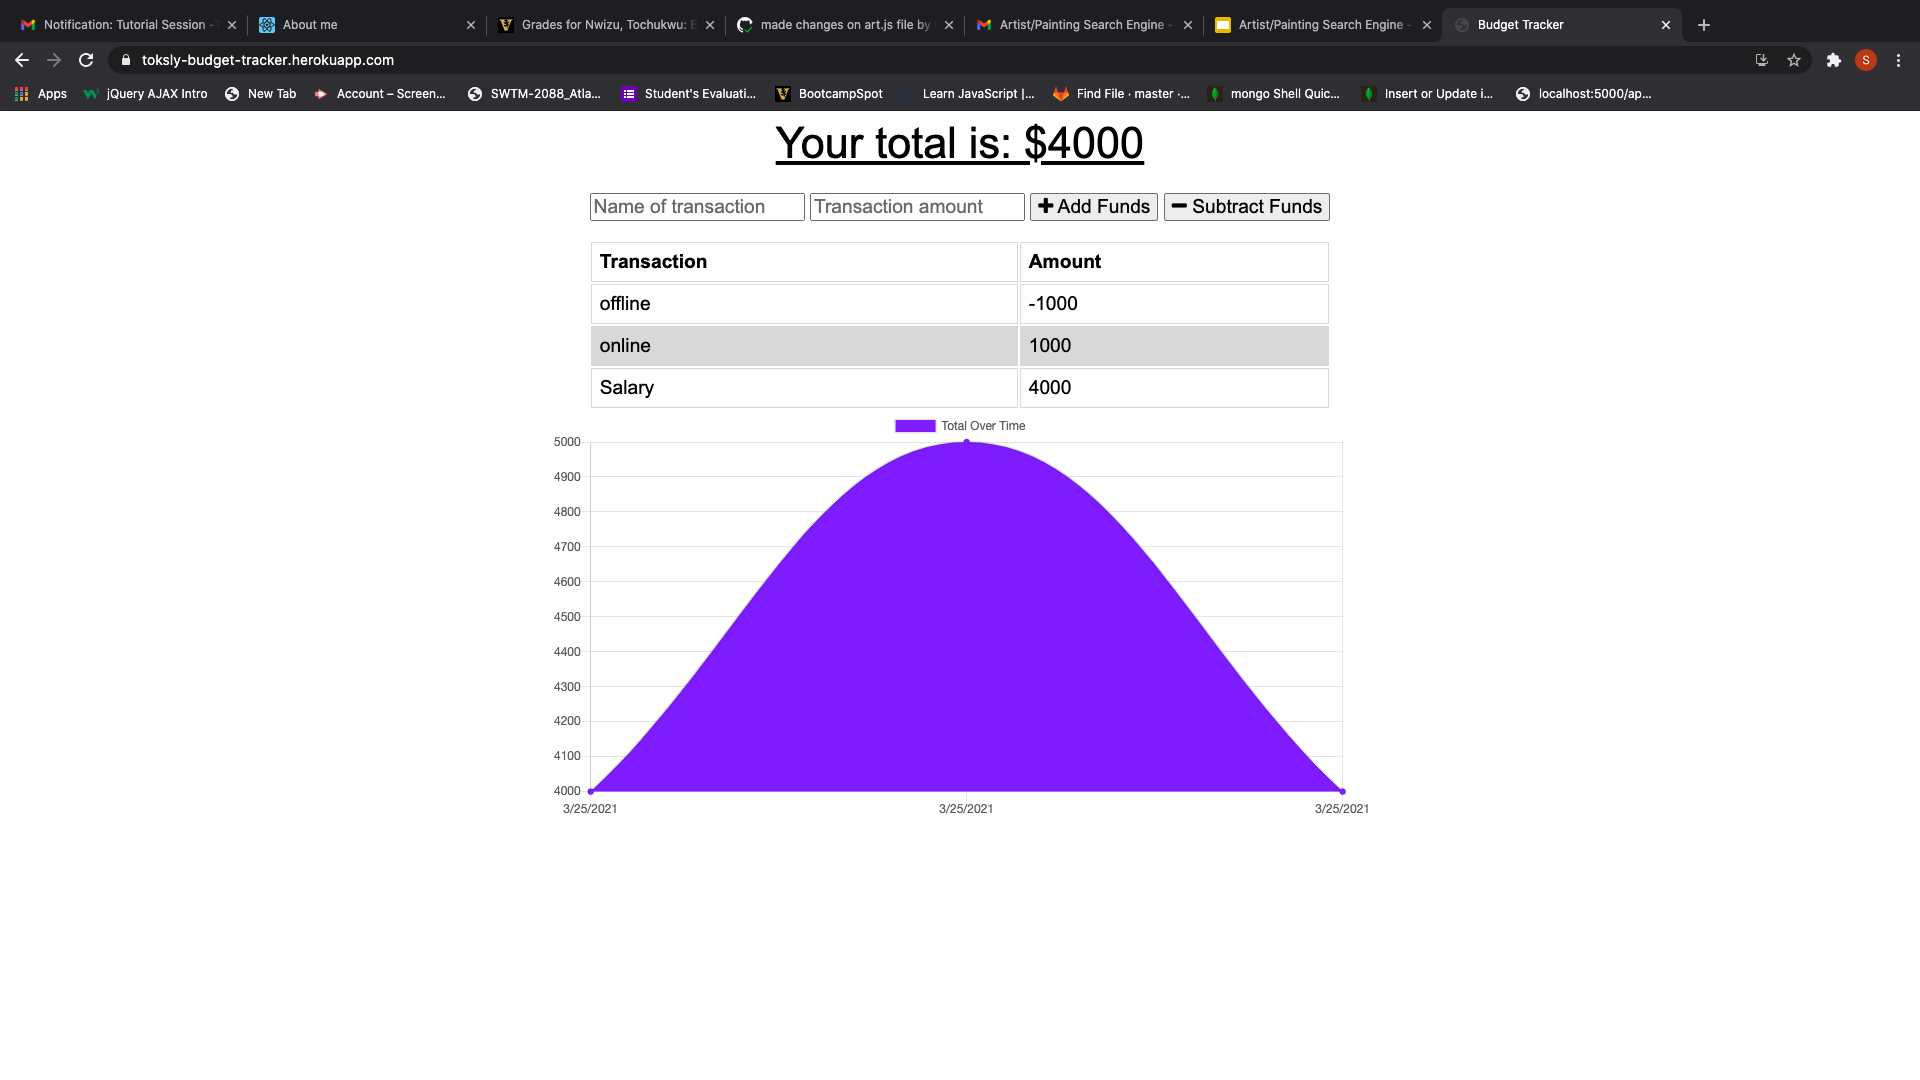 Notification: Tutorial Session -
About me
Grades for Nwizu, Tochukwu:
made changes on art.js file by
Artist/Painting Search Engine -
Artist/Painting Search Engine -
Budget Tracker
toksly-budget-tracker.herokuapp.com
S
Apps
jQuery AJAX Intro
New Tab
Account – Screen...
SWTM-2088_Atla...
Student's Evaluati...
BootcampSpot
Learn JavaScript |...
Find File · master ·...
mongo Shell Quic...
Insert or Update i...
localhost:5000/ap...
Your total is: $4000
Name of transaction
Transaction amount
Add Funds
Subtract Funds
Transaction Amount
offline -1000
online 1000
Salary 4000
Total Over Time
5000
4900
4800
4700
4600
4500
4400
4300
4200
4100
4000
3/25/2021 3/25/2021 3/25/2021